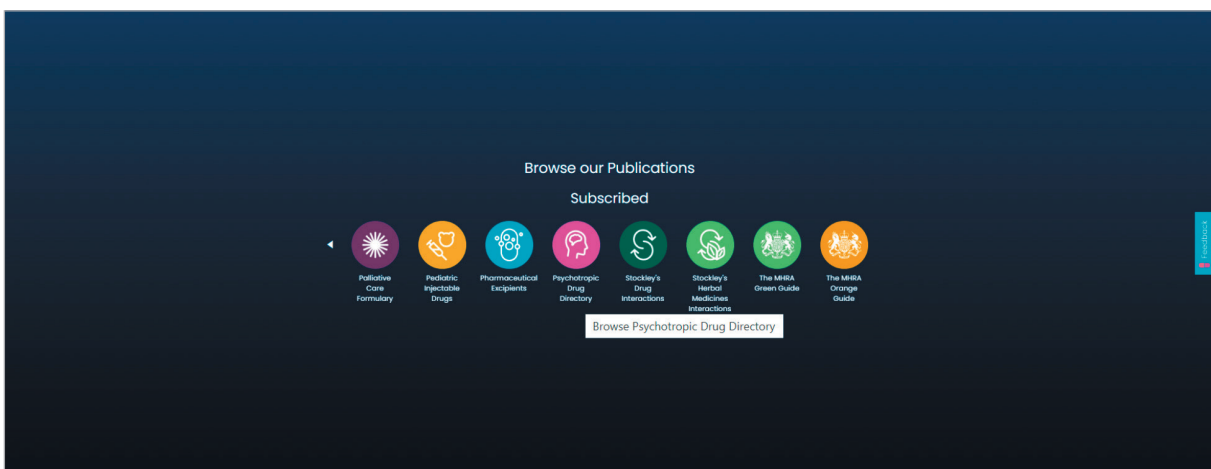 Browse our Publications
Subscribed
Palliative
Care
Formulary
Pediatric
Injectable
Drugs
Pharmaceutical
Excipients
Psychotropic
Drug
Directory
Stockley's
Drug
Interactions
Stockley's
Herbal
Medicines
Interactions
The MHRA
Green Guide
The MHRA
Orange
Guide
Browse Psychotropic Drug Directory
Feedback